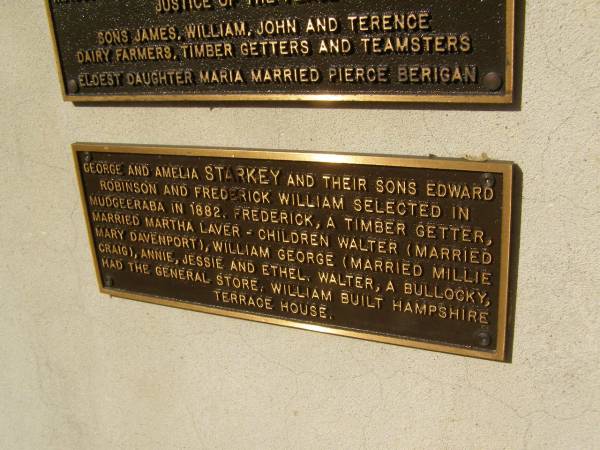 JUSTICE OF THE PEACE
SONS JAMES, WILLIAM, JOHN AND TERENCE
DAIRY FARMERS, TIMBER GETTERS AND TEAMSTERS
ELDEST DAUGHTER MARIA MARRIED PIERCE BERIGAN
GEORGE AND AMELIA STARKEY AND THEIR SONS EDWARD
ROBINSON AND FREDERICK WILLIAM SELECTED IN
MUDGEERABA IN 1882. FREDERICK, A TIMBER GETTER,
MARRIED MARTHA LAVER - CHILDREN WALTER (MARRIED
MARY DAVENPORT), WILLIAM GEORGE (MARRIED MILLIE
CRAIG), ANNIE, JESSIE AND ETHEL. WALTER, A BULLOCKY,
HAD THE GENERAL STORE. WILLIAM BUILT HAMPSHIRE
TERRACE HOUSE.